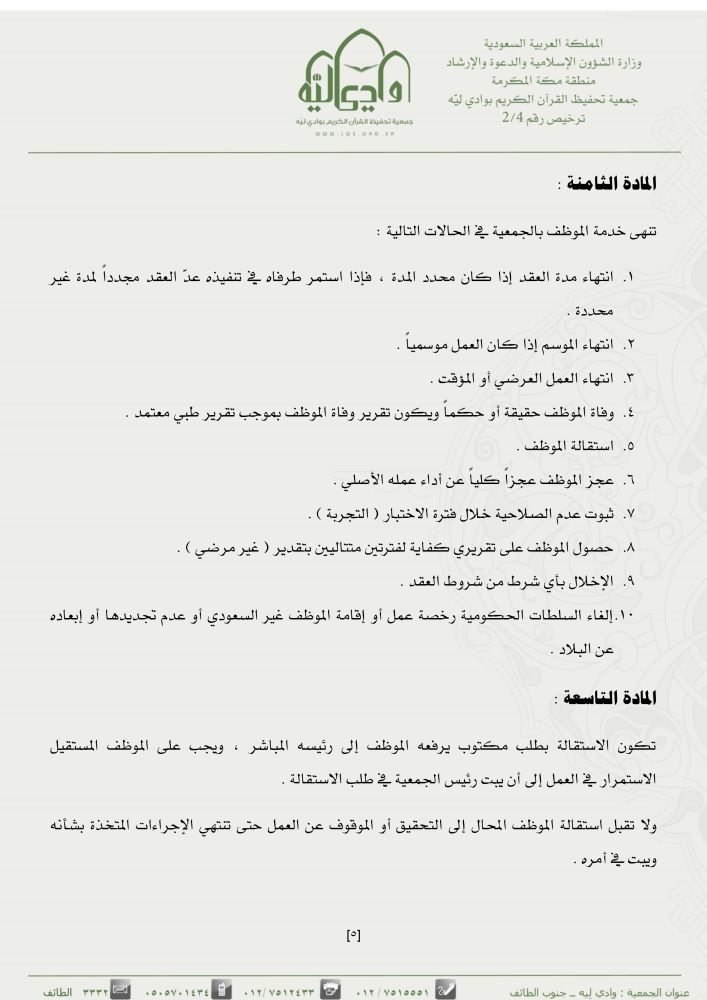 المملكة العربية السعودية
وزارة الشؤون الإسلامية والدعوة والإرشاد
منطقة مكة المكرمة
جمعية تحفيظ القرآن الكريم بوادي ليّه
ترخيص رقم 2/4
وادي ليه
جمعية تحفيظ القرآن الكريم بوادي ليّه
WWW.LQS.ORG.SA
المادة الثامنة :
تنهى خدمة الموظف بالجمعية في الحالات التالية :
١. انتهاء مدة العقد إذا كان محدد المدة ، فإذا استمر طرفاه في تنفيذه عدّ العقد مجدداً لمدة غير
محددة .
٢. انتهاء الموسم إذا كان العمل موسمياً .
٣. انتهاء العمل العرضي أو المؤقت .
٤. وفاة الموظف حقيقة أو حكماً ويكون تقرير وفاة الموظف بموجب تقرير طبي معتمد .
٥. استقالة الموظف .
٦. عجز الموظف عجزاً كلياً عن أداء عمله الأصلي .
٧. ثبوت عدم الصلاحية خلال فترة الاختبار ( التجربة ) .
٨. حصول الموظف على تقريري كفاية لفترتين متتاليين بتقدير ( غير مرضي ) .
٩. الإخلال بأي شرط من شروط العقد .
١٠.إلغاء السلطات الحكومية رخصة عمل أو إقامة الموظف غير السعودي أو عدم تجديدها أو إبعاده
عن البلاد .
المادة التاسعة :
تكون الاستقالة بطلب مكتوب يرفعه الموظف إلى رئيسه المباشر ، ويجب على الموظف المستقيل
الاستمرار في العمل إلى أن يبت رئيس الجمعية في طلب الاستقالة .
ولا تقبل استقالة الموظف المحال إلى التحقيق أو الموقوف عن العمل حتى تنتهي الإجراءات المتخذة بشأنه
ويبت في أمره .
[٥]
عنوان الجمعية : وادي ليه – جنوب الطائف ٠١٢/٧٥١٥٥٥١ ٠١٢/٧٥١٢٤٣٣ ٠٥٠٥٧٠١٤٣٤ ٣٣٣٢ الطائف